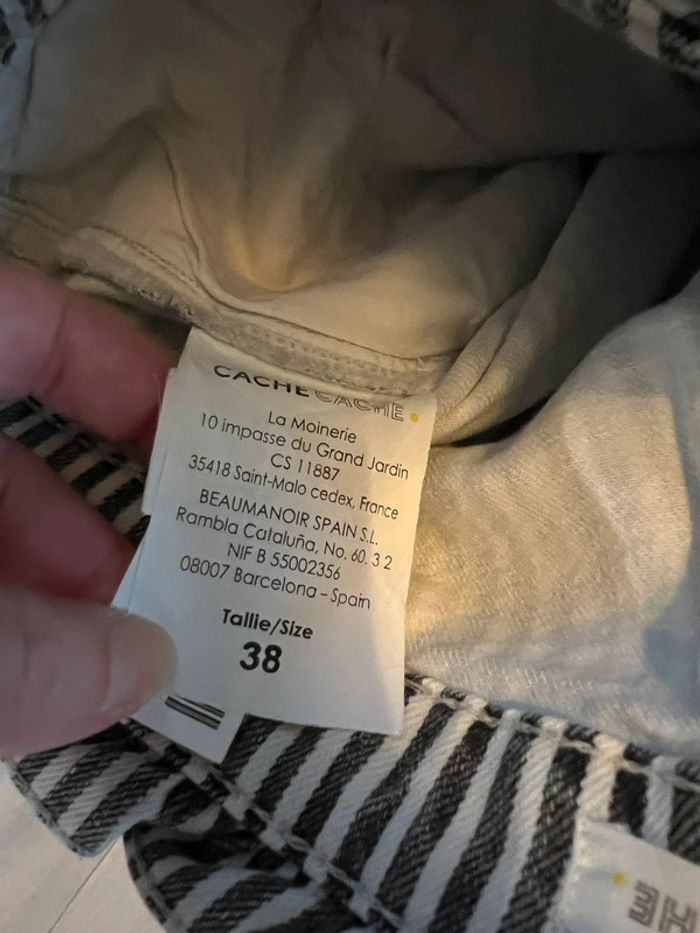 CACHE CACHE
La Moinerie
10 impasse du Grand Jardin
CS 11887
35418 Saint-Malo cedex, France
BEAUMANOIR SPAIN S.L.
Rambla Cataluña, No. 60. 3 2
NIF B 55002356
08007 Barcelona - Spain
Tallie/Size
38